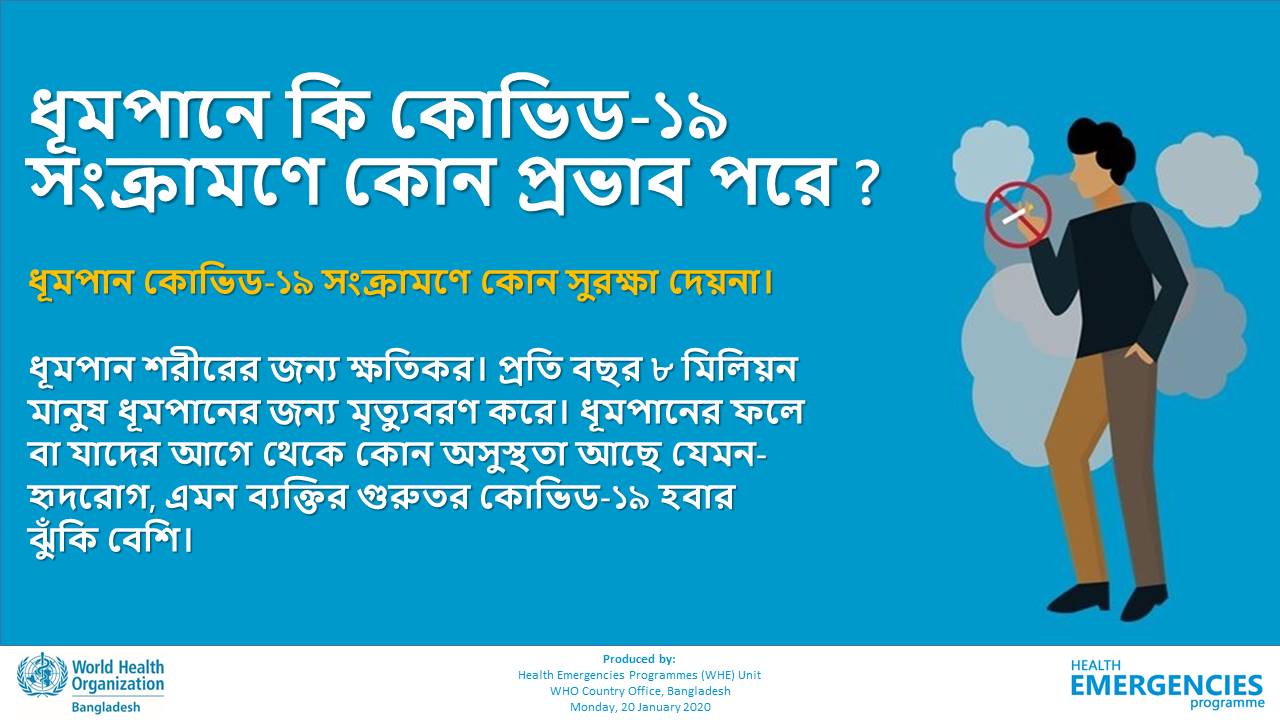 ধূমপানে কি কোভিড-১৯
সংক্রামণে কোন প্রভাব পরে ?
ধূমপান কোভিড-১৯ সংক্রামণে কোন সুরক্ষা দেয়না।
ধূমপান শরীরের জন্য ক্ষতিকর। প্রতি বছর ৮ মিলিয়ন
মানুষ ধূমপানের জন্য মৃত্যুবরণ করে। ধূমপানের ফলে
বা যাদের আগে থেকে কোন অসুস্থতা আছে যেমন-
হৃদরোগ, এমন ব্যক্তির গুরুতর কোভিড-১৯ হবার
ঝুঁকি বেশি।
World Health
Organization
Bangladesh
Produced by:
Health Emergencies Programmes (WHE) Unit
WHO Country Office, Bangladesh
Monday, 20 January 2020
HEALTH
EMERGENCIES
programme